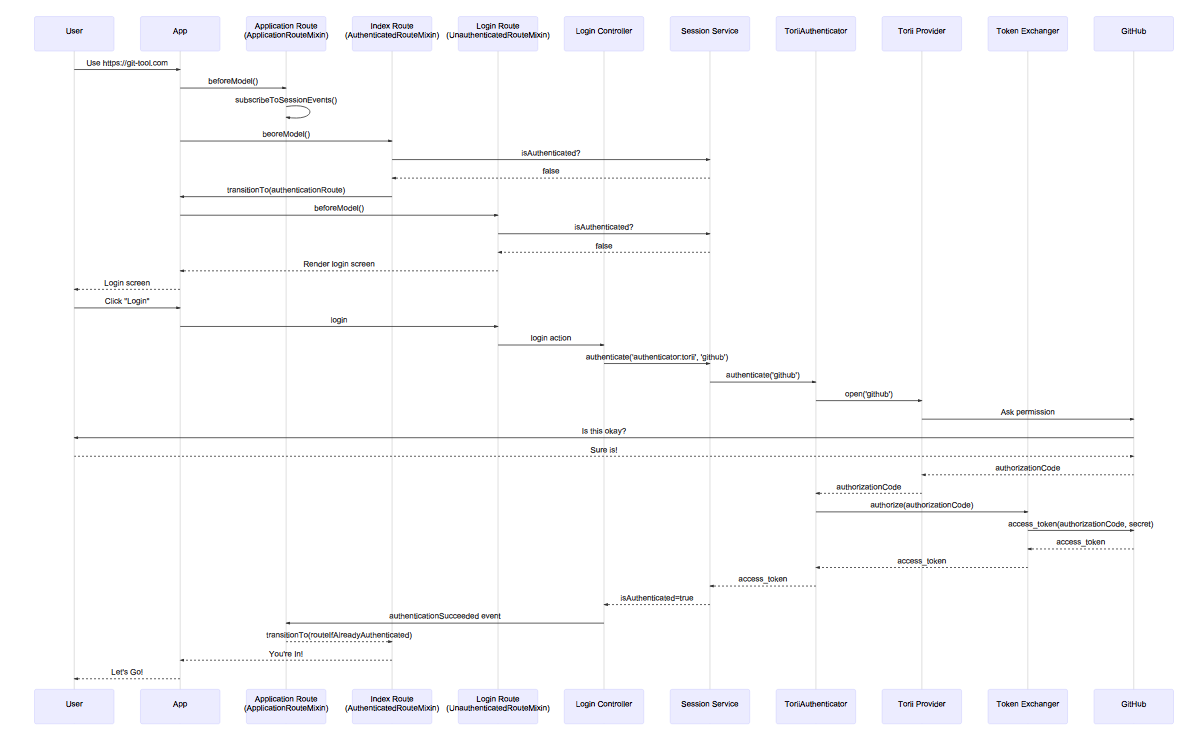 User
App
Application Route
(ApplicationRouteMixin)
Index Route
(AuthenticatedRouteMixin)
Login Route
(UnauthenticatedRouteMixin)
Login Controller
Session Service
ToriiAuthenticator
Torii Provider
Token Exchanger
GitHub
Use https://git-tool.com
beforeModel()
subscribeToSessionEvents()
beoreModel()
isAuthenticated?
false
transitionTo(authenticationRoute)
beforeModel()
isAuthenticated?
false
Render login screen
Login screen
Click "Login"
login
login action
authenticate('authenticator:torii', 'github')
authenticate('github')
open('github')
Ask permission
Is this okay?
Sure is!
authorizationCode
authorizationCode
authorize(authorizationCode)
access_token(authorizationCode, secret)
access_token
access_token
access_token
isAuthenticated=true
authenticationSucceeded event
transitionTo(routeIfAlreadyAuthenticated)
You're In!
Let's Go!
User
App
Application Route
(ApplicationRouteMixin)
Index Route
(AuthenticatedRouteMixin)
Login Route
(UnauthenticatedRouteMixin)
Login Controller
Session Service
ToriiAuthenticator
Torii Provider
Token Exchanger
GitHub